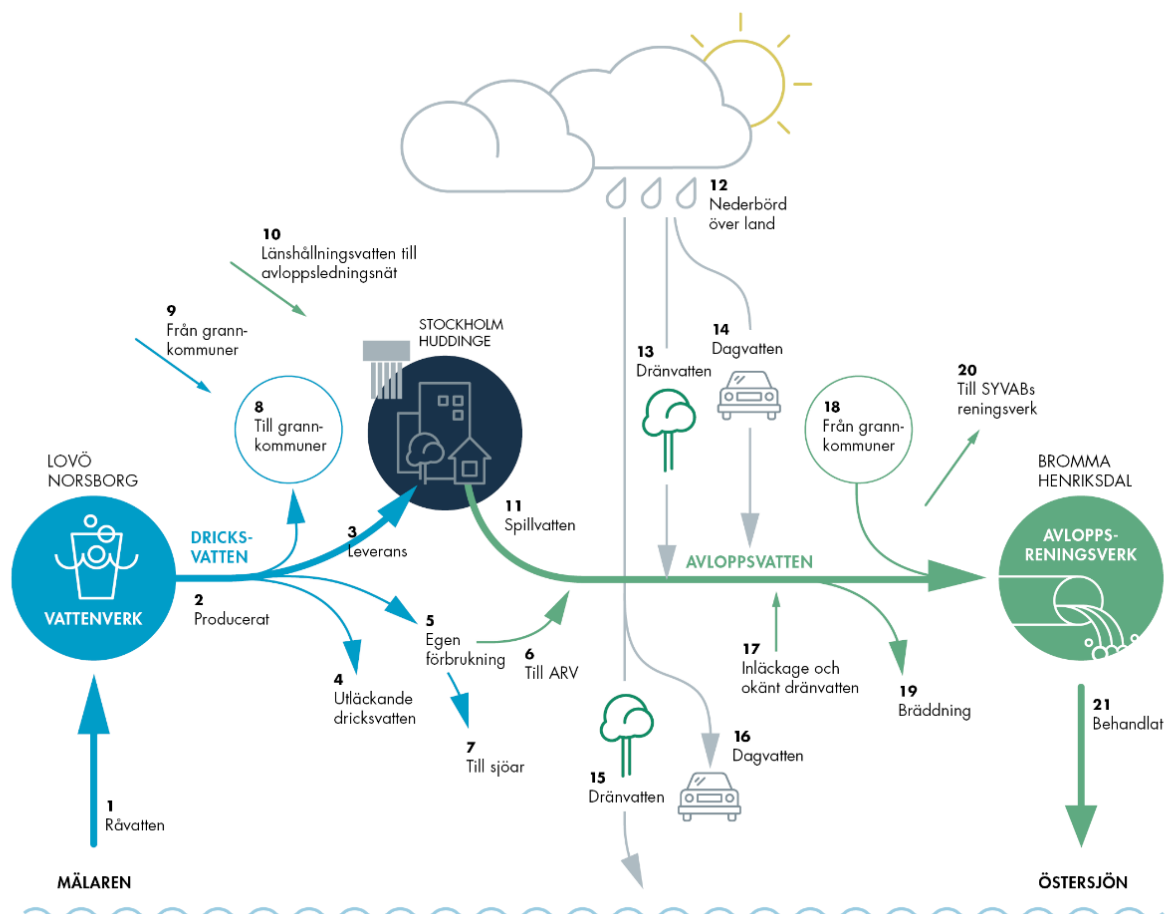 12
Nederbörd
över land
10
Länshållningsvatten till
avloppsledningsnät
9
Från grann-
kommuner
STOCKHOLM
HUDDINGE
8
Till grann-
kommuner
13
Dränvatten
14
Dagvatten
18
Från grann-
kommuner
20
Till SYVABs
reningsverk
LOVÖ
NORSBORG
BROMMA
HENRIKSDAL
DRICKS-
VATTEN
3
Leverans
11
Spillvatten
AVLOPPSVATTEN
AVLOPPS-
RENINGSVERK
VATTENVERK
2
Producerat
5
Egen
förbrukning
6
Till ARV
17
Inläckage och
okänt dränvatten
4
Utläckande
dricksvatten
19
Bräddning
21
Behandlat
7
Till sjöar
16
Dagvatten
15
Dränvatten
1
Råvatten
MÄLAREN
ÖSTERSJÖN